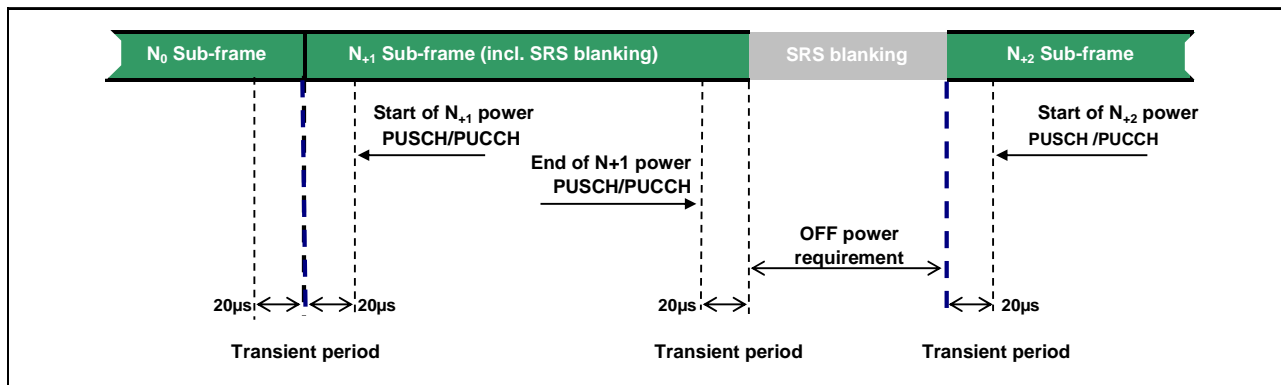 N₀ Sub-frame
N₊₁ Sub-frame (incl. SRS blanking)
SRS blanking
N₊₂ Sub-frame
Start of N₊₁ power
PUSCH/PUCCH
End of N+1 power
PUSCH/PUCCH
Start of N₊₂ power
PUSCH /PUCCH
OFF power
requirement
20µs
20µs
20µs
20µs
Transient period
Transient period
Transient period